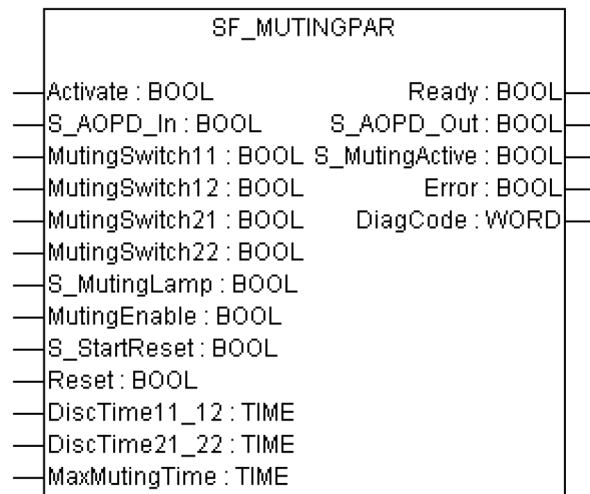 SF_MUTINGPAR
Activate : BOOL Ready : BOOL
S_AOPD_In : BOOL S_AOPD_Out : BOOL
MutingSwitch11 : BOOL S_MutingActive : BOOL
MutingSwitch12 : BOOL Error : BOOL
MutingSwitch21 : BOOL DiagCode : WORD
MutingSwitch22 : BOOL
S_MutingLamp : BOOL
MutingEnable : BOOL
S_StartReset : BOOL
Reset : BOOL
DiscTime11_12 : TIME
DiscTime21_22 : TIME
MaxMutingTime : TIME